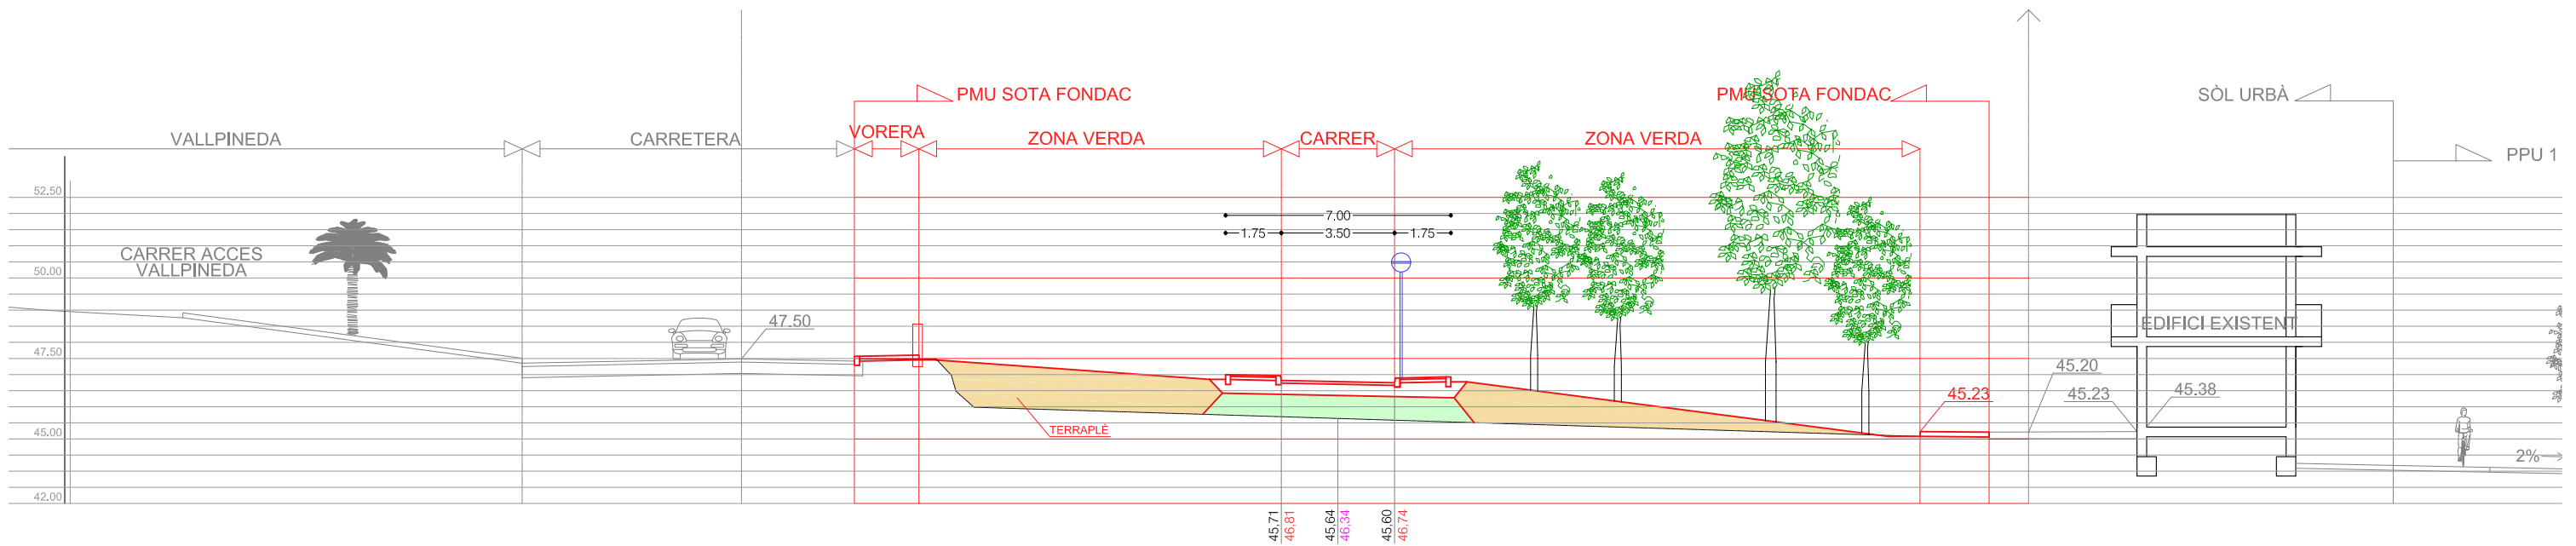 PMU SOTA FONDAC
PMU SOTA FONDAC
SÒL URBÀ
VALLPINEDA
CARRETERA
VORERA
ZONA VERDA
CARRER
ZONA VERDA
PPU 1
52.50
7.00
1.75
3.50
1.75
CARRER ACCES
VALLPINEDA
50.00
47.50
EDIFICI EXISTENT
47.50
45.20
45.23
45.23
45.38
TERRAPLÈ
45.00
2%
42.00
45,71
46,81
45,64
46,34
45,60
46,74